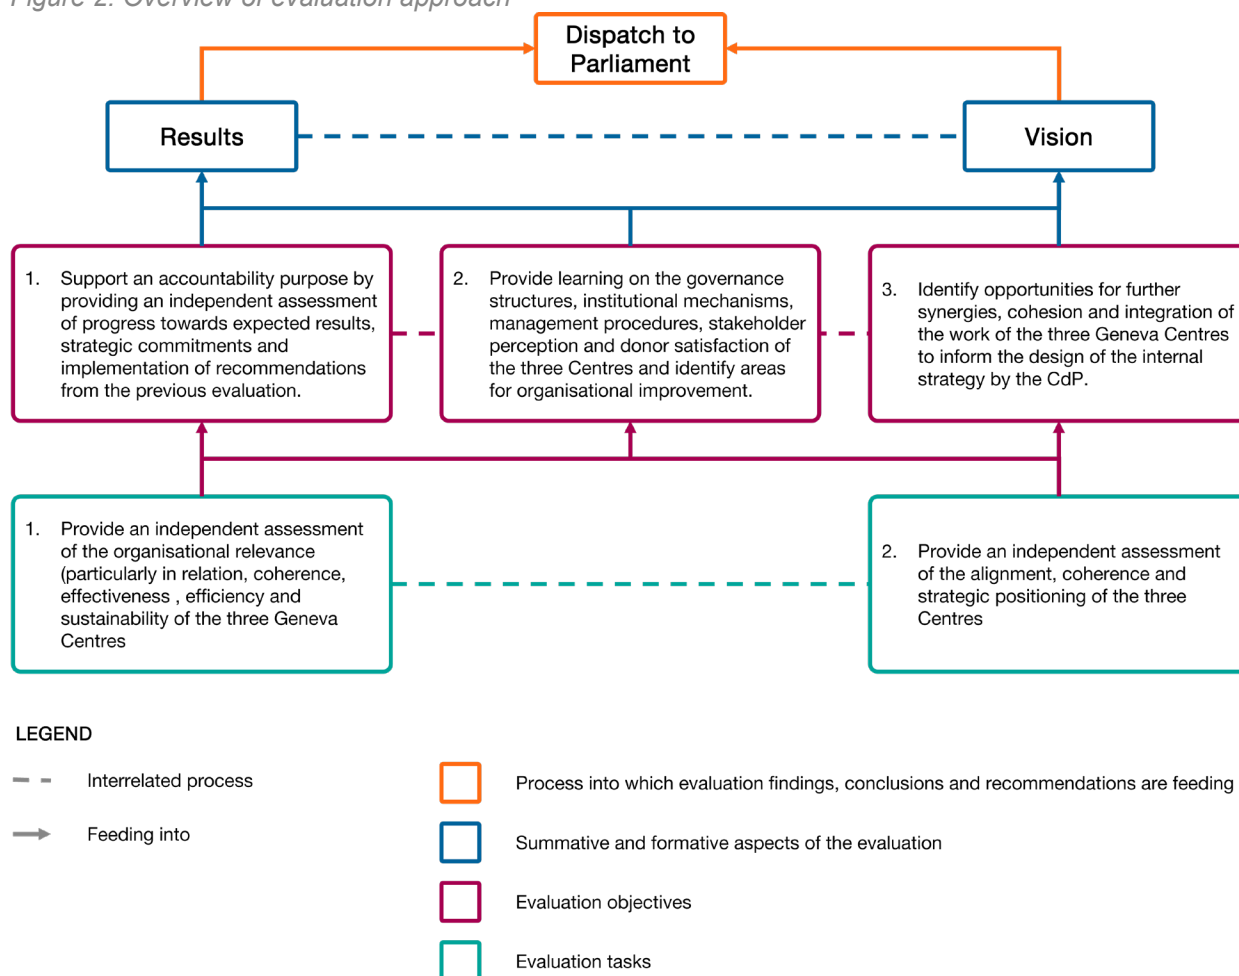 Figure 2: Overview of evaluation approach
Dispatch to
Parliament
Results
Vision
1. Support an accountability purpose by
providing an independent assessment
of progress towards expected results,
strategic commitments and
implementation of recommendations
from the previous evaluation.
2. Provide learning on the governance
structures, institutional mechanisms,
management procedures, stakeholder
perception and donor satisfaction of
the three Centres and identify areas
for organisational improvement.
3. Identify opportunities for further
synergies, cohesion and integration of
the work of the three Geneva Centres
to inform the design of the internal
strategy by the CdP.
1. Provide an independent assessment
of the organisational relevance
(particularly in relation, coherence,
effectiveness , efficiency and
sustainability of the three Geneva
Centres
2. Provide an independent assessment
of the alignment, coherence and
strategic positioning of the three
Centres
LEGEND
Interrelated process
Feeding into
Process into which evaluation findings, conclusions and recommendations are feeding
Summative and formative aspects of the evaluation
Evaluation objectives
Evaluation tasks